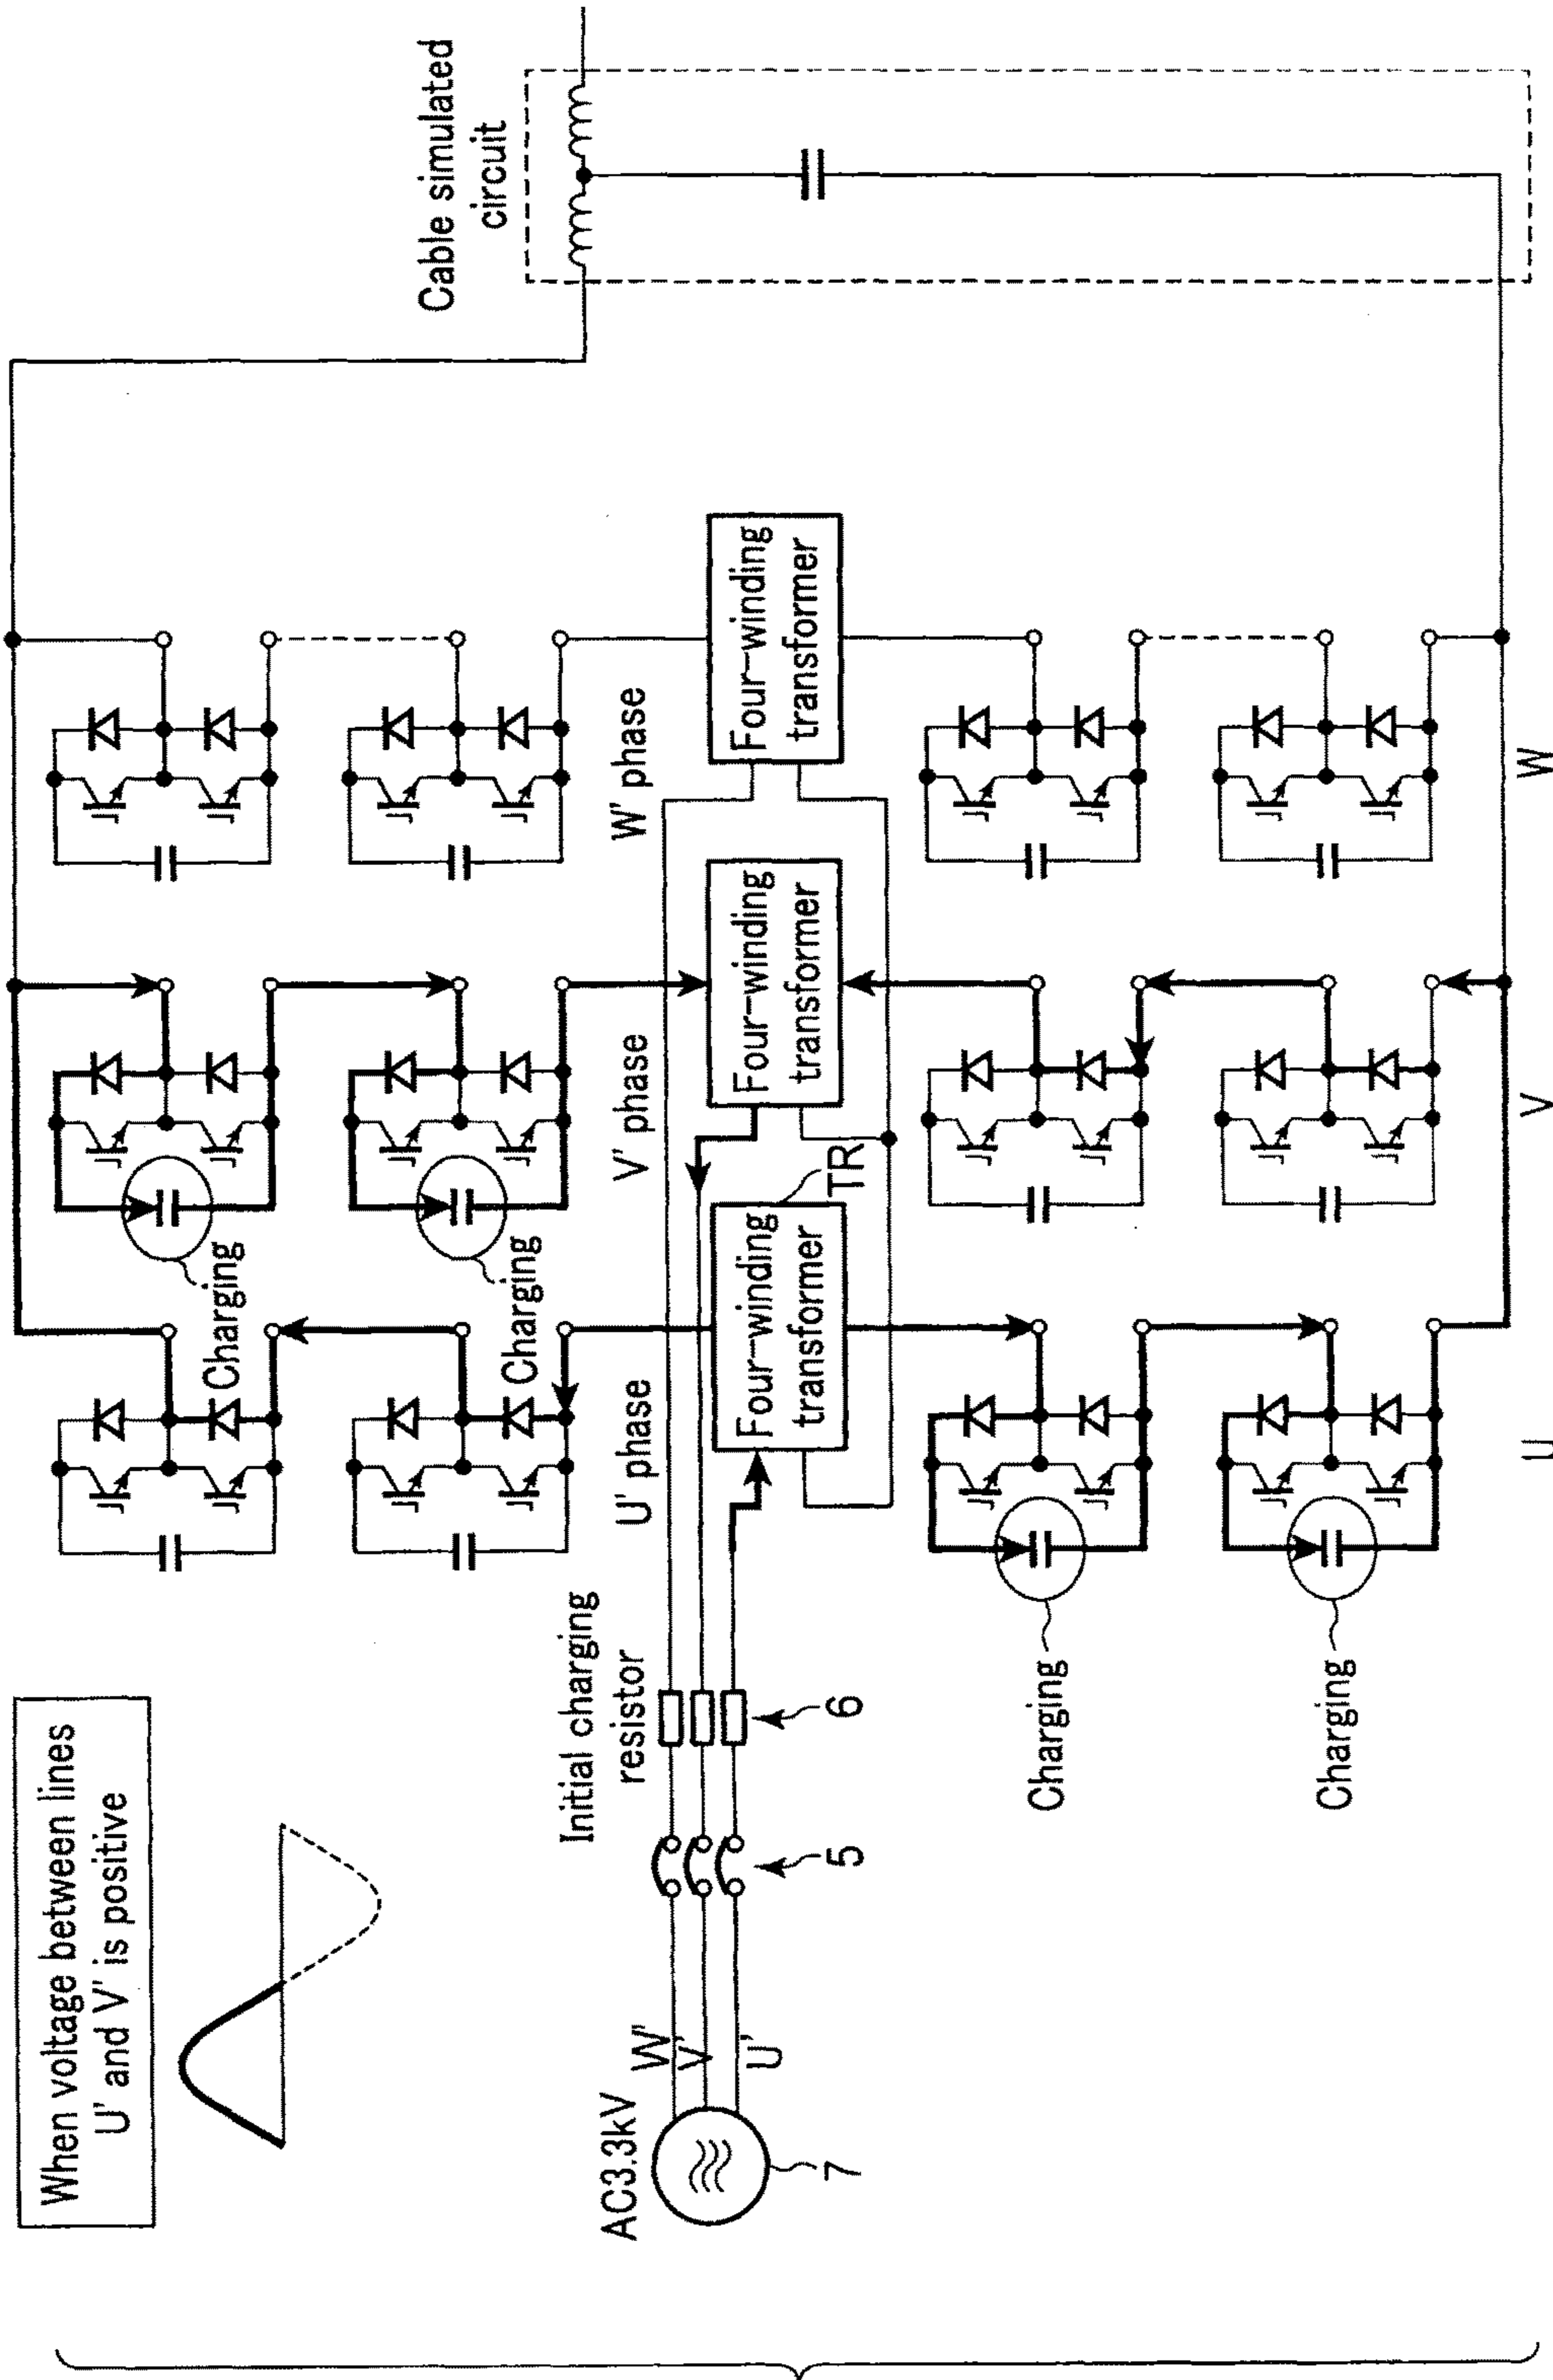 When voltage between lines
U' and V' is positive
Cable simulated
circuit
Charging
Charging
AC3.3kV
W'
V'
U'
7
5
Initial charging
resistor
6
U' phase
V' phase
W' phase
Four-winding
transformer
TR
Four-winding
transformer
Four-winding
transformer
Charging
Charging
U
V
W